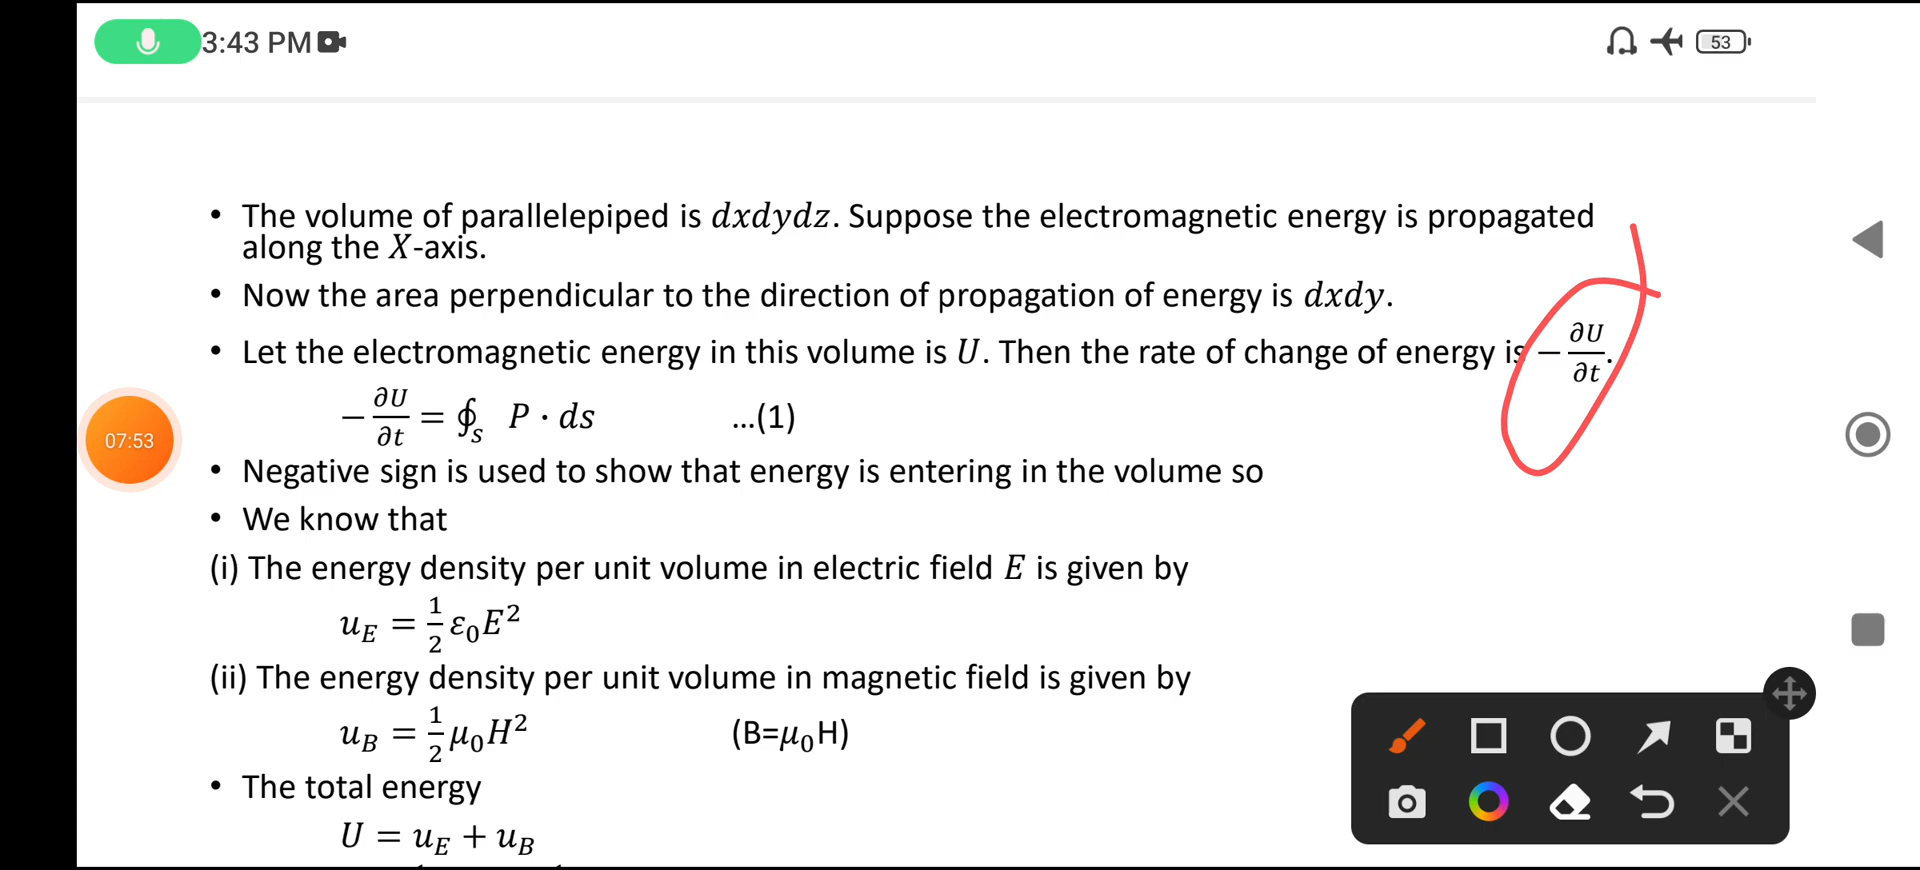 3:43 PM
53
• The volume of parallelepiped is dxdydz. Suppose the electromagnetic energy is propagated
along the X-axis.
• Now the area perpendicular to the direction of propagation of energy is dxdy.
• Let the electromagnetic energy in this volume is U. Then the rate of change of energy is − ∂U/∂t.
− ∂U/∂t = ∮_S P · ds ...(1)
07:53
• Negative sign is used to show that energy is entering in the volume so
• We know that
(i) The energy density per unit volume in electric field E is given by
u_E = 1/2 ε₀E²
(ii) The energy density per unit volume in magnetic field is given by
u_B = 1/2 μ₀H² (B=μ₀H)
• The total energy
U = u_E + u_B